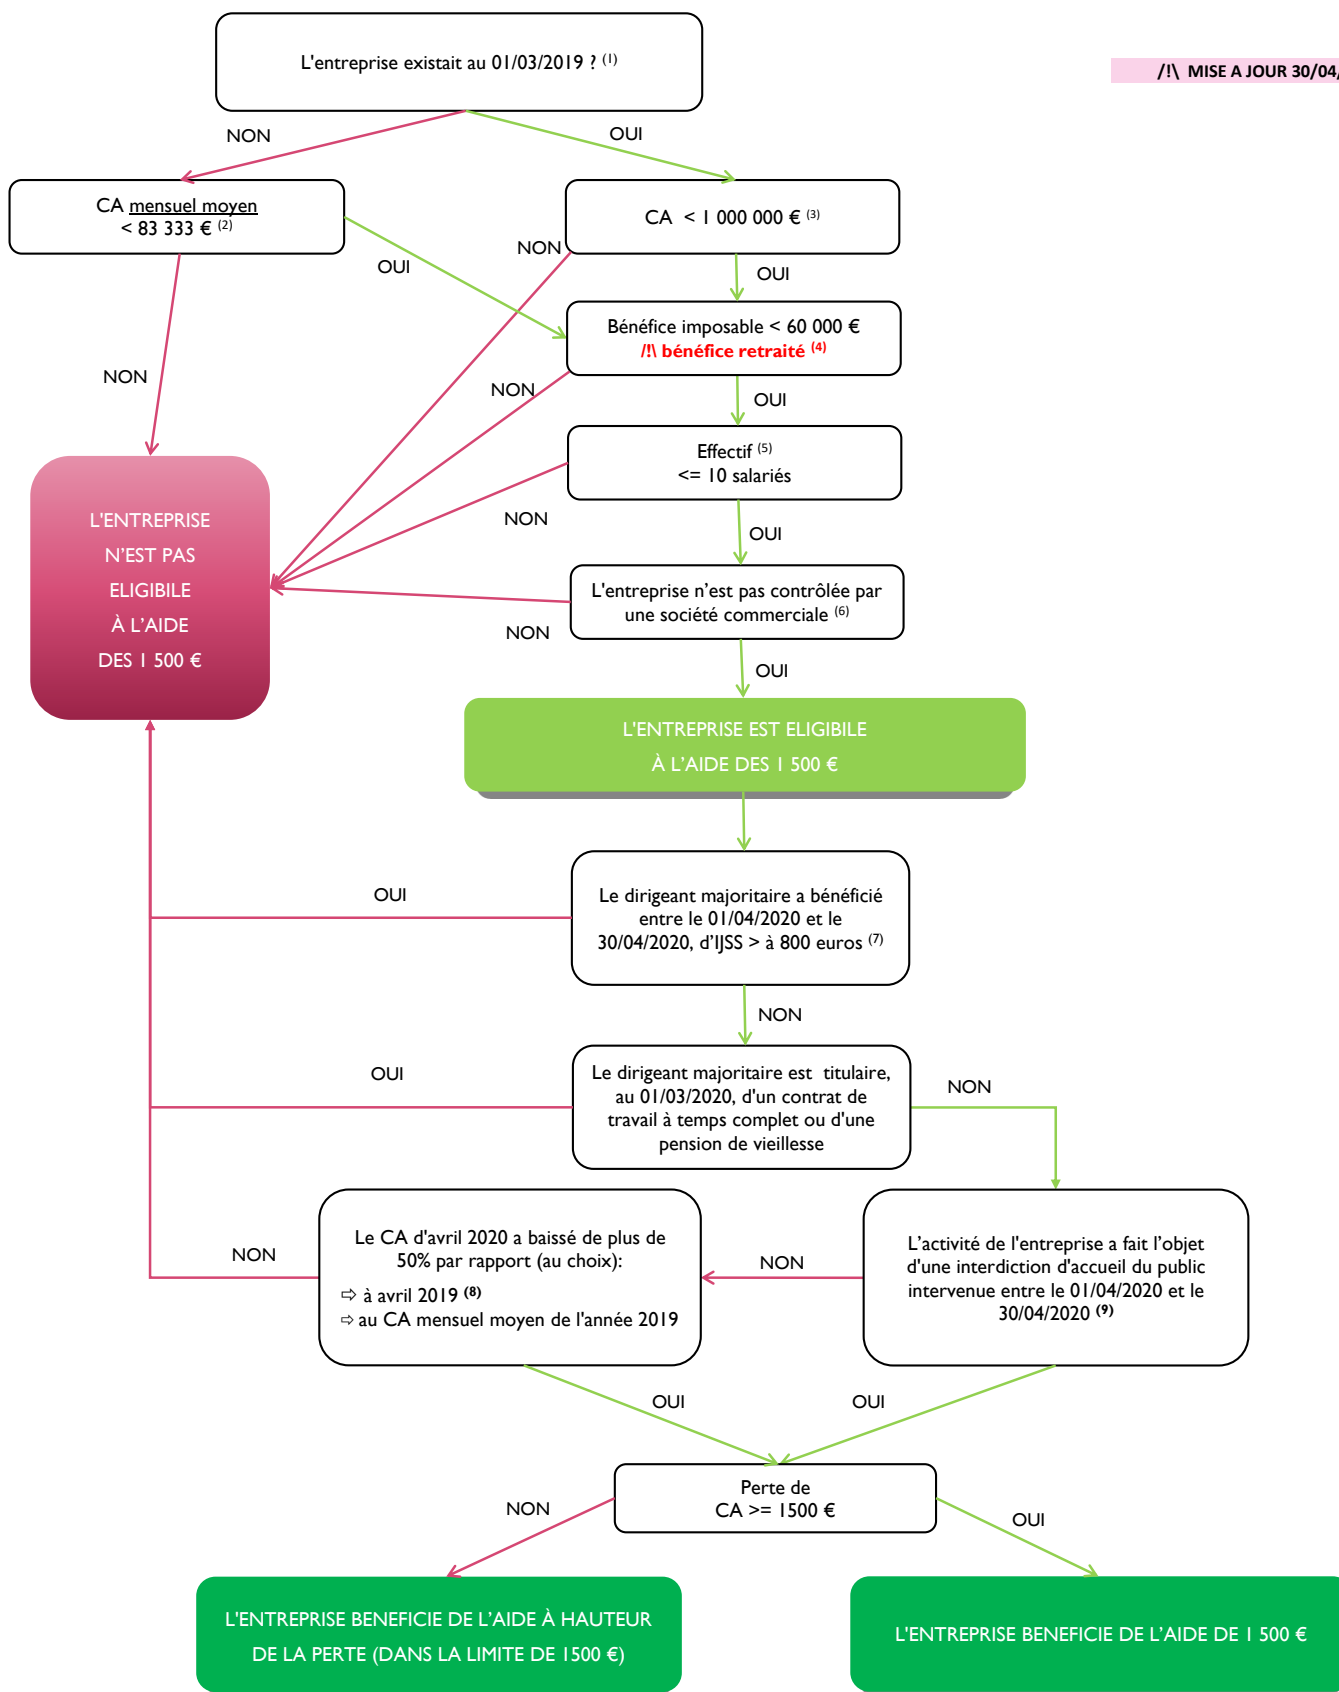 L'entreprise existait au 01/03/2019 ? (1)
/!\ MISE A JOUR 30/04/
NON
OUI
CA mensuel moyen
< 83 333 € (2)
CA < 1 000 000 € (3)
NON
OUI
OUI
Bénéfice imposable < 60 000 €
/!\ bénéfice retraité (4)
NON
NON
OUI
Effectif (5)
<= 10 salariés
L'ENTREPRISE
N'EST PAS
ELIGIBILE
À L'AIDE
DES 1 500 €
NON
OUI
L'entreprise n'est pas contrôlée par
une société commerciale (6)
NON
OUI
L'ENTREPRISE EST ELIGIBILE
À L'AIDE DES 1 500 €
OUI
Le dirigeant majoritaire a bénéficié
entre le 01/04/2020 et le
30/04/2020, d'IJSS > à 800 euros (7)
NON
OUI
Le dirigeant majoritaire est titulaire,
au 01/03/2020, d'un contrat de
travail à temps complet ou d'une
pension de vieillesse
NON
NON
Le CA d'avril 2020 a baissé de plus de
50% par rapport (au choix):
⇨ à avril 2019 (8)
⇨ au CA mensuel moyen de l'année 2019
NON
L'activité de l'entreprise a fait l'objet
d'une interdiction d'accueil du public
intervenue entre le 01/04/2020 et le
30/04/2020 (9)
OUI
OUI
Perte de
CA >= 1500 €
NON
OUI
L'ENTREPRISE BENEFICIE DE L'AIDE À HAUTEUR
DE LA PERTE (DANS LA LIMITE DE 1500 €)
L'ENTREPRISE BENEFICIE DE L'AIDE DE 1 500 €